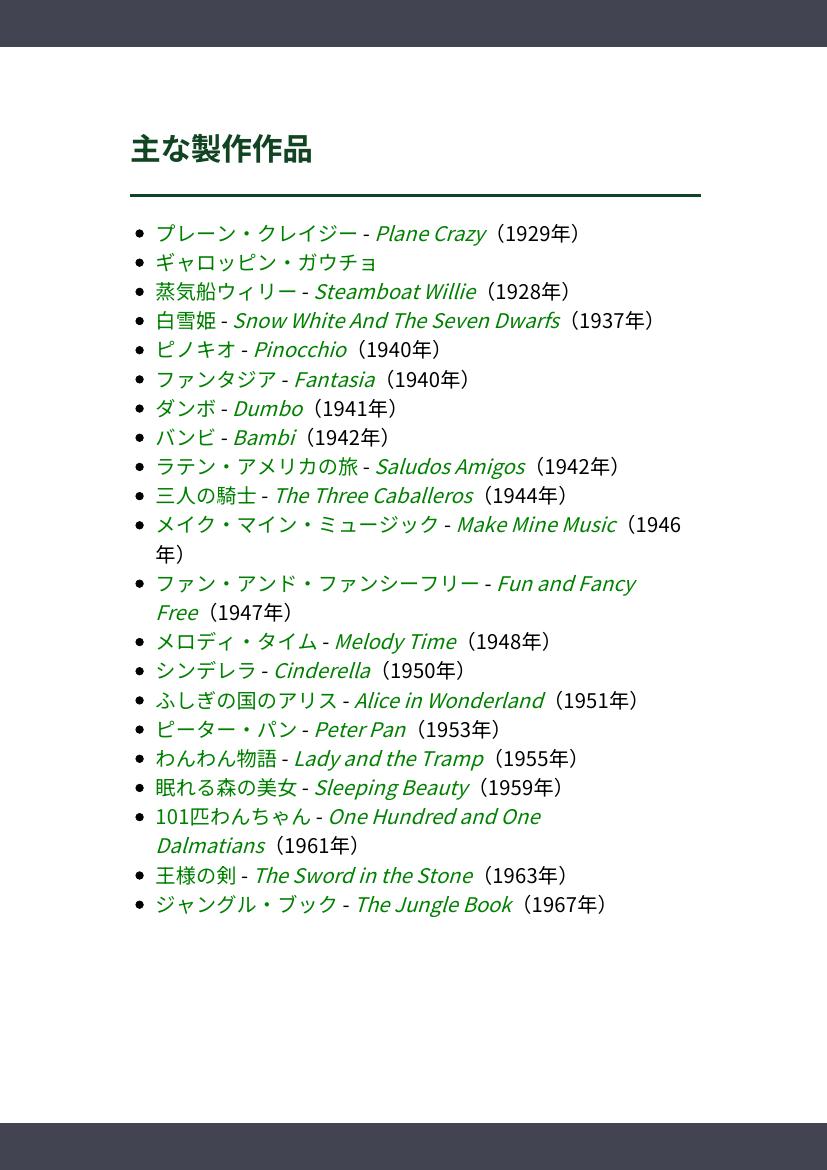 主な製作作品
プレーン・クレイジー - Plane Crazy（1929年）
ギャロッピン・ガウチョ
蒸気船ウィリー - Steamboat Willie（1928年）
白雪姫 - Snow White And The Seven Dwarfs（1937年）
ピノキオ - Pinocchio（1940年）
ファンタジア - Fantasia（1940年）
ダンボ - Dumbo（1941年）
バンビ - Bambi（1942年）
ラテン・アメリカの旅 - Saludos Amigos（1942年）
三人の騎士 - The Three Caballeros（1944年）
メイク・マイン・ミュージック - Make Mine Music（1946
年）
ファン・アンド・ファンシーフリー - Fun and Fancy
Free（1947年）
メロディ・タイム - Melody Time（1948年）
シンデレラ - Cinderella（1950年）
ふしぎの国のアリス - Alice in Wonderland（1951年）
ピーター・パン - Peter Pan（1953年）
わんわん物語 - Lady and the Tramp（1955年）
眠れる森の美女 - Sleeping Beauty（1959年）
101匹わんちゃん - One Hundred and One
Dalmatians（1961年）
王様の剣 - The Sword in the Stone（1963年）
ジャングル・ブック - The Jungle Book（1967年）